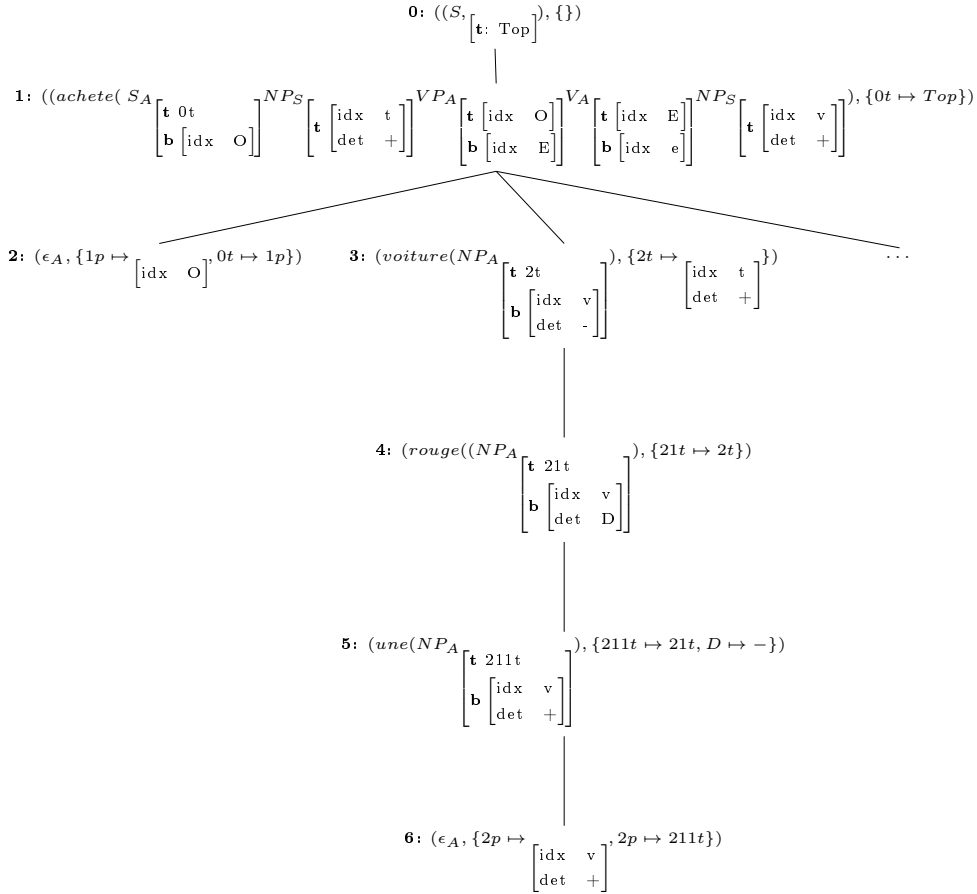 0: ((S, [t: Top]), {})
1: ((achete( S_A [t 0t b [idx O]] NP_S [t [idx t det +]] VP_A [t [idx O] b [idx E]] V_A [t [idx E] b [idx e]] NP_S [t [idx v det +]] ), {0t ↦ Top})
2: (ϵ_A, {1p ↦ [idx O], 0t ↦ 1p})
3: (voiture(NP_A [t 2t b [idx v det -]] ), {2t ↦ [idx t det +] })
...
4: (rouge((NP_A [t 21t b [idx v det D]] ), {21t ↦ 2t})
5: (une(NP_A [t 211t b [idx v det +]] ), {211t ↦ 21t, D ↦ −})
6: (ϵ_A, {2p ↦ [idx v det +], 2p ↦ 211t})